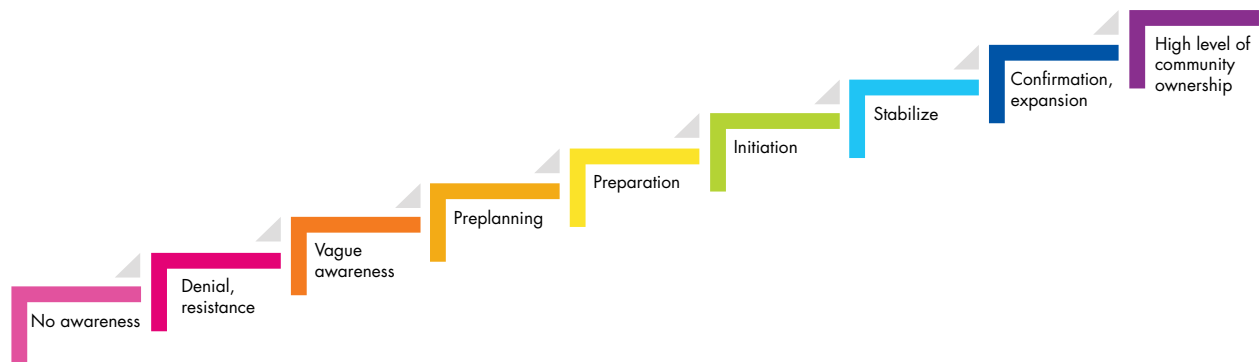 No awareness
Denial,
resistance
Vague
awareness
Preplanning
Preparation
Initiation
Stabilize
Confirmation,
expansion
High level of
community
ownership